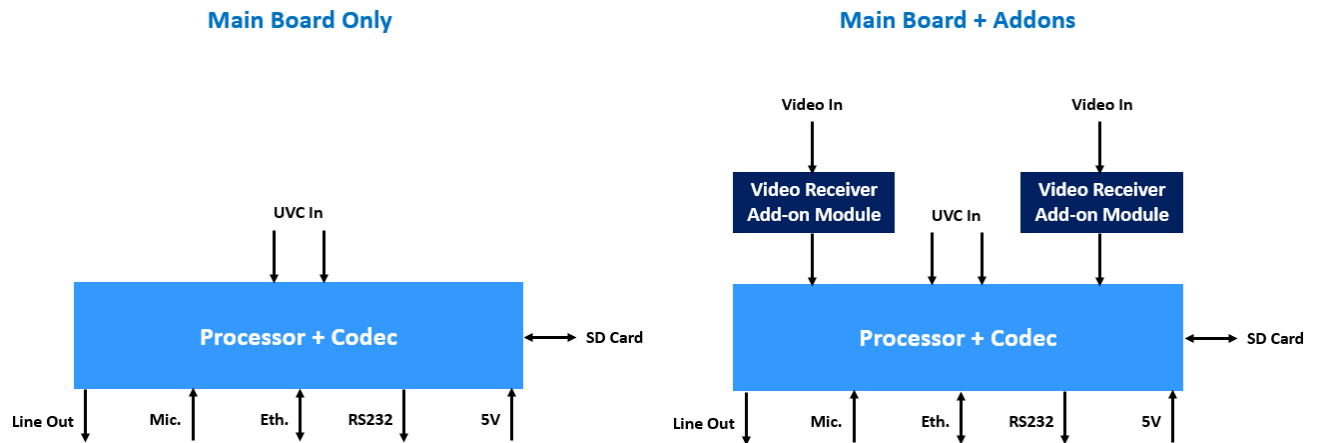 Main Board Only
UVC In
Processor + Codec
SD Card
Line Out
Mic.
Eth.
RS232
5V
Main Board + Addons
Video In
Video In
Video Receiver
Add-on Module
Video Receiver
Add-on Module
UVC In
Processor + Codec
SD Card
Line Out
Mic.
Eth.
RS232
5V